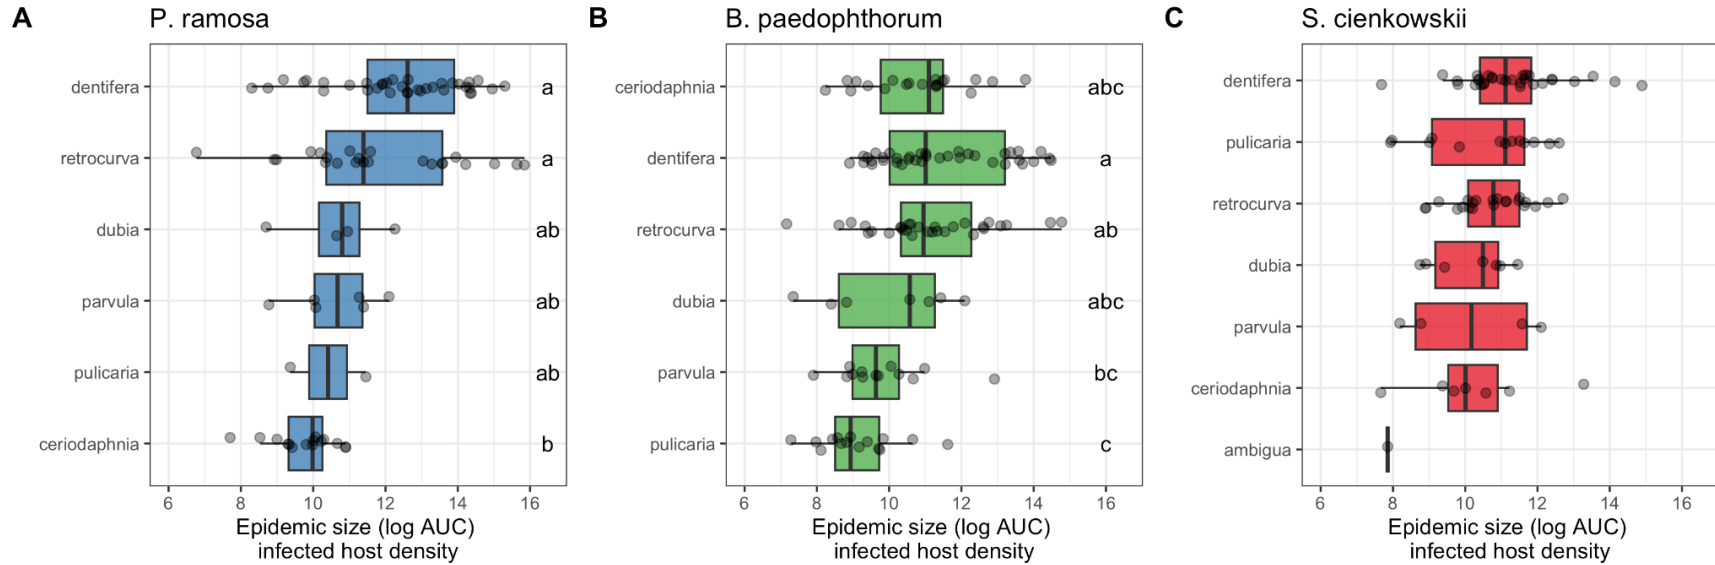 A
P. ramosa
dentifera
a
retrocurva
a
dubia
ab
parvula
ab
pulicaria
ab
ceriodaphnia
b
6 8 10 12 14 16
Epidemic size (log AUC)
infected host density
B
B. paedophthorum
ceriodaphnia
abc
dentifera
a
retrocurva
ab
dubia
abc
parvula
bc
pulicaria
c
6 8 10 12 14 16
Epidemic size (log AUC)
infected host density
C
S. cienkowskii
dentifera
pulicaria
retrocurva
dubia
parvula
ceriodaphnia
ambigua
6 8 10 12 14 16
Epidemic size (log AUC)
infected host density